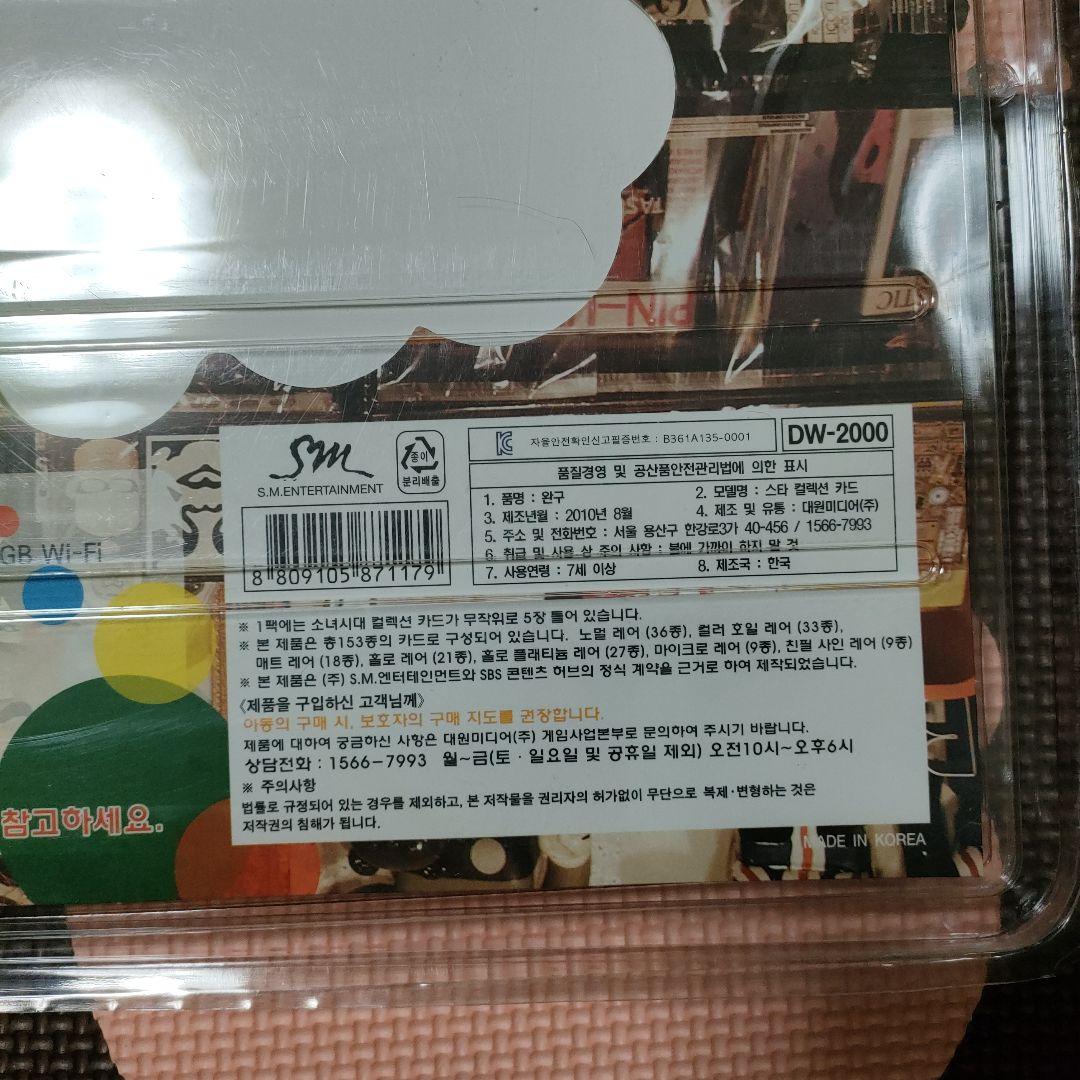 PIN-
TIC
GB Wi-Fi
참고하세요.
SM
S.M.ENTERTAINMENT
종이
분리배출
자율안전확인신고필증번호 : B361A135-0001
DW-2000
품질경영 및 공산품안전관리법에 의한 표시
1. 품명 : 완구 2. 모델명 : 스타 컬렉션 카드
3. 제조년월 : 2010년 8월 4. 제조 및 유통 : 대원미디어(주)
5. 주소 및 전화번호 : 서울 용산구 한강로3가 40-456 / 1566-7993
6. 취급 및 사용 상 주의 사항 : 불에 가까이 하지 말 것
7. 사용연령 : 7세 이상 8. 제조국 : 한국
8 809105 871179
※ 1팩에는 소녀시대 컬렉션 카드가 무작위로 5장 들어 있습니다.
※ 본 제품은 총153종의 카드로 구성되어 있습니다. 노멀 레어 (36종), 컬러 호일 레어 (33종),
매트 레어 (18종), 홀로 레어 (21종), 홀로 플래티늄 레어 (27종), 마이크로 레어 (9종), 친필 사인 레어 (9종)
※ 본 제품은 (주) S.M.엔터테인먼트와 SBS 콘텐츠 허브의 정식 계약을 근거로 하여 제작되었습니다.
《제품을 구입하신 고객님께》
아동의 구매 시, 보호자의 구매 지도를 권장합니다.
제품에 대하여 궁금하신 사항은 대원미디어(주) 게임사업본부로 문의하여 주시기 바랍니다.
상담전화 : 1566-7993 월~금(토·일요일 및 공휴일 제외) 오전10시~오후6시
※ 주의사항
법률로 규정되어 있는 경우를 제외하고, 본 저작물을 권리자의 허가없이 무단으로 복제·변형하는 것은
저작권의 침해가 됩니다.
MADE IN KOREA